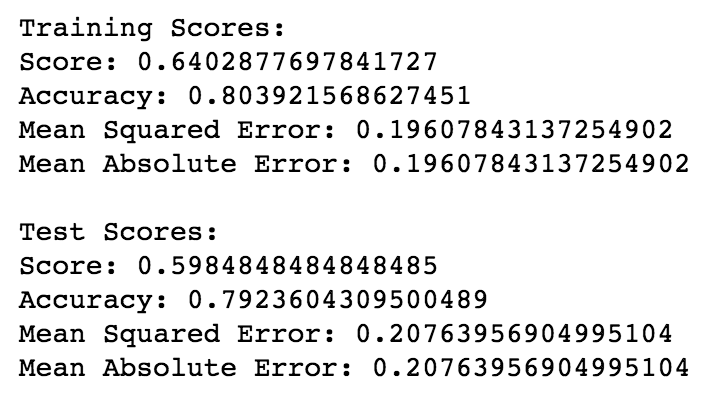 Training Scores:
Score: 0.6402877697841727
Accuracy: 0.803921568627451
Mean Squared Error: 0.19607843137254902
Mean Absolute Error: 0.19607843137254902
Test Scores:
Score: 0.5984848484848485
Accuracy: 0.7923604309500489
Mean Squared Error: 0.20763956904995104
Mean Absolute Error: 0.20763956904995104